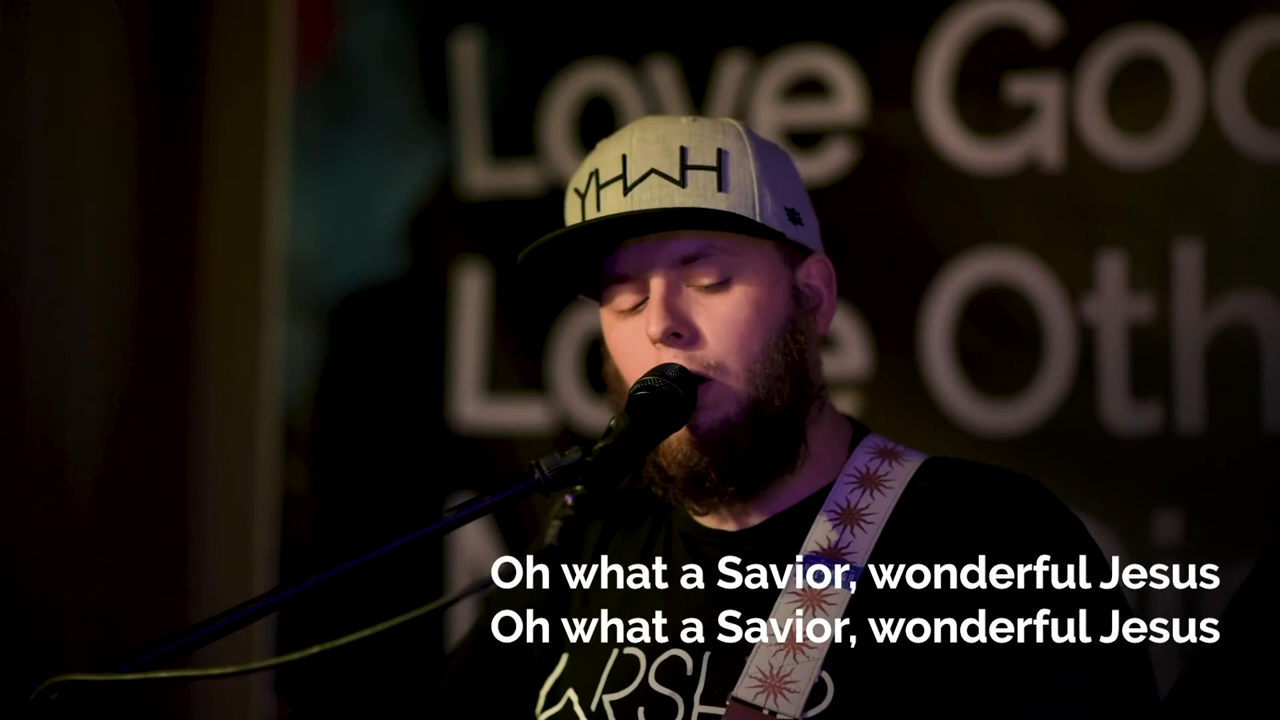 Love God
YHWH
Love Oth
Oh what a Savior, wonderful Jesus
Oh what a Savior, wonderful Jesus